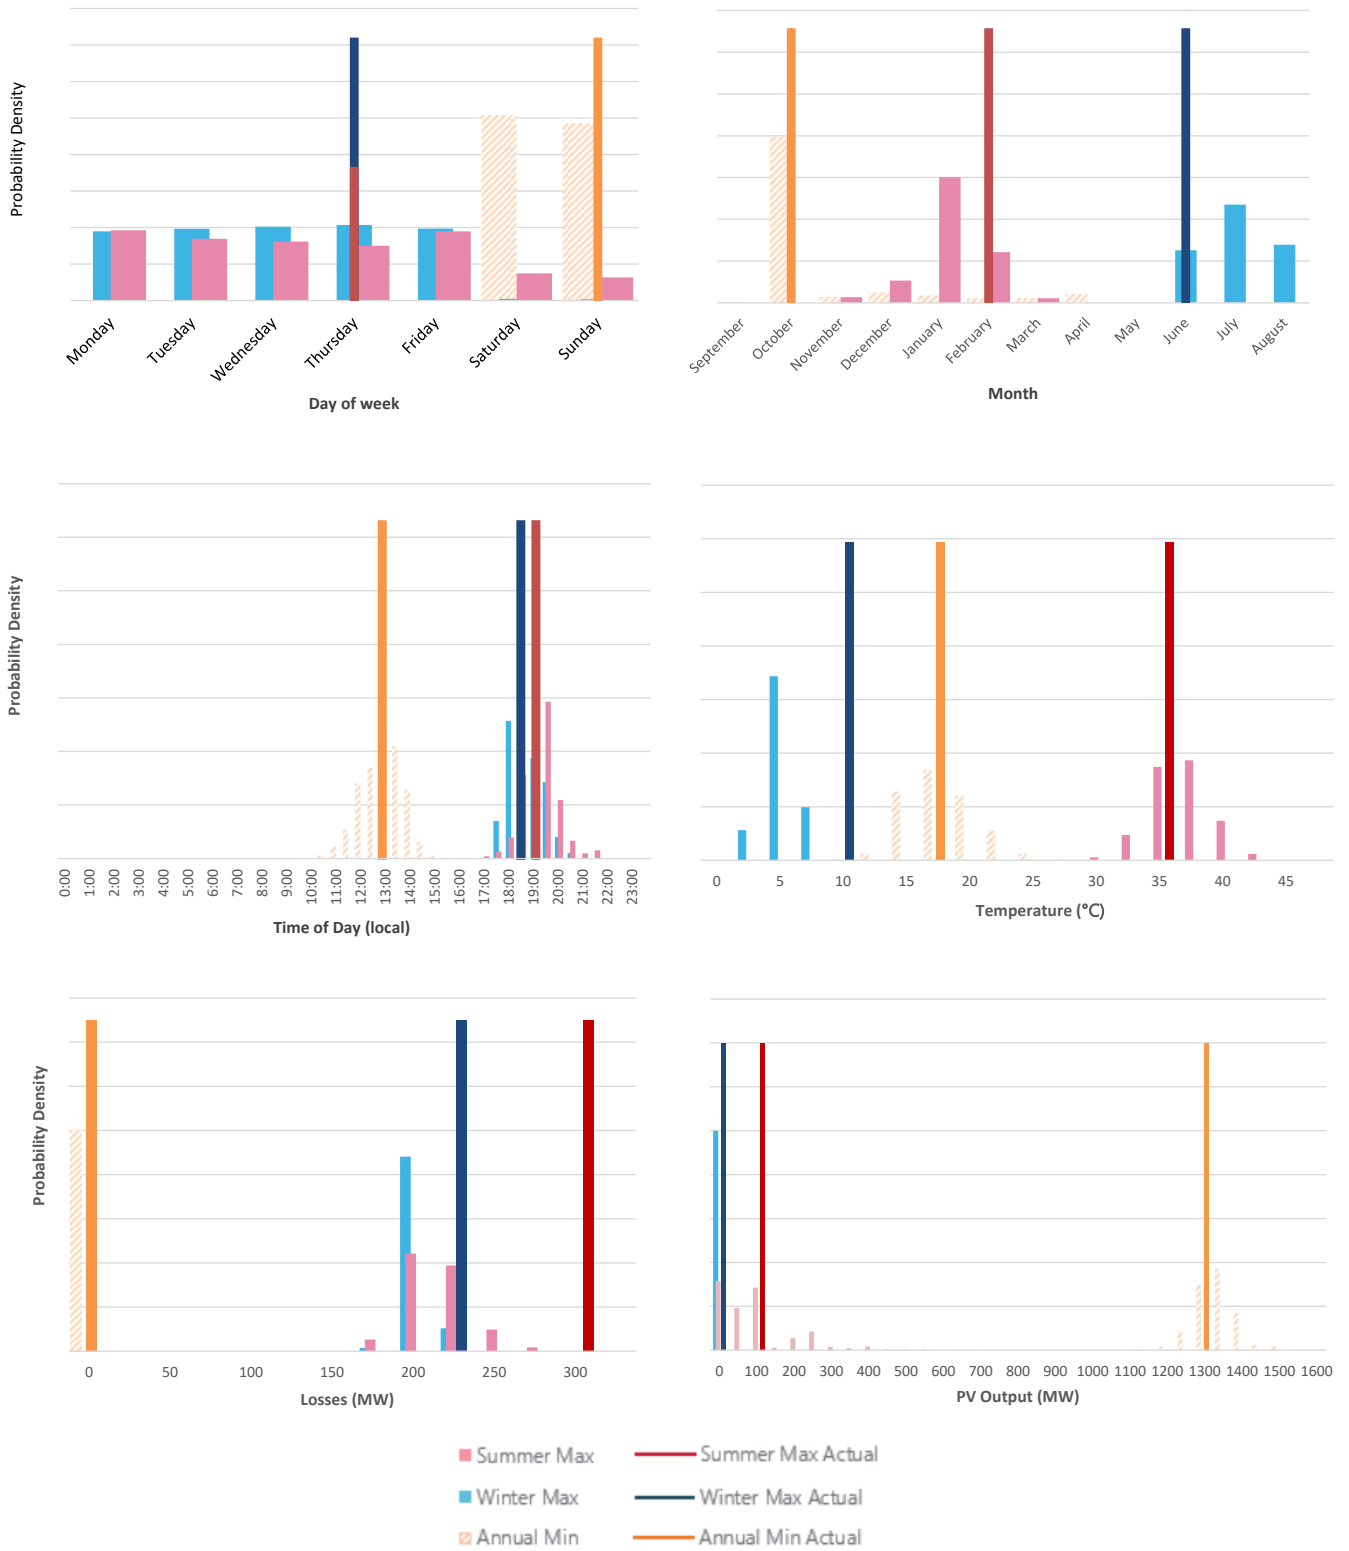 Probability Density
Monday
Tuesday
Wednesday
Thursday
Friday
Saturday
Sunday
Day of week
September
October
November
December
January
February
March
April
May
June
July
August
Month
Probability Density
0:00
1:00
2:00
3:00
4:00
5:00
6:00
7:00
8:00
9:00
10:00
11:00
12:00
13:00
14:00
15:00
16:00
17:00
18:00
19:00
20:00
21:00
22:00
23:00
Time of Day (local)
0 5 10 15 20 25 30 35 40 45
Temperature (°C)
Probability Density
0 50 100 150 200 250 300
Losses (MW)
0 100 200 300 400 500 600 700 800 900 1000 1100 1200 1300 1400 1500 1600
PV Output (MW)
Summer Max Summer Max Actual
Winter Max Winter Max Actual
Annual Min Annual Min Actual